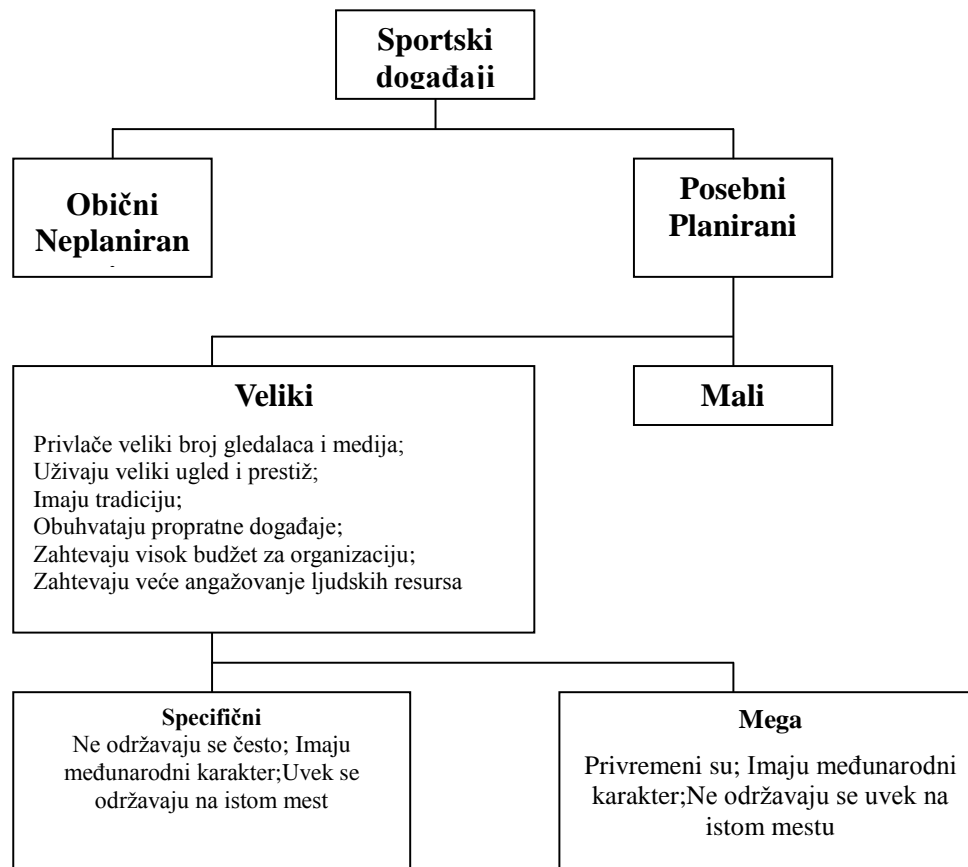 Sportski
događaji
Obični
Neplaniran
Posebni
Planirani
Veliki
Privlače veliki broj gledalaca i medija;
Uživaju veliki ugled i prestiž;
Imaju tradiciju;
Obuhvataju propratne događaje;
Zahtevaju visok budžet za organizaciju;
Zahtevaju veće angažovanje ljudskih resursa
Mali
Specifični
Ne održavaju se često; Imaju
međunarodni karakter;Uvek se
održavaju na istom mest
Mega
Privremeni su; Imaju međunarodni
karakter;Ne održavaju se uvek na
istom mestu